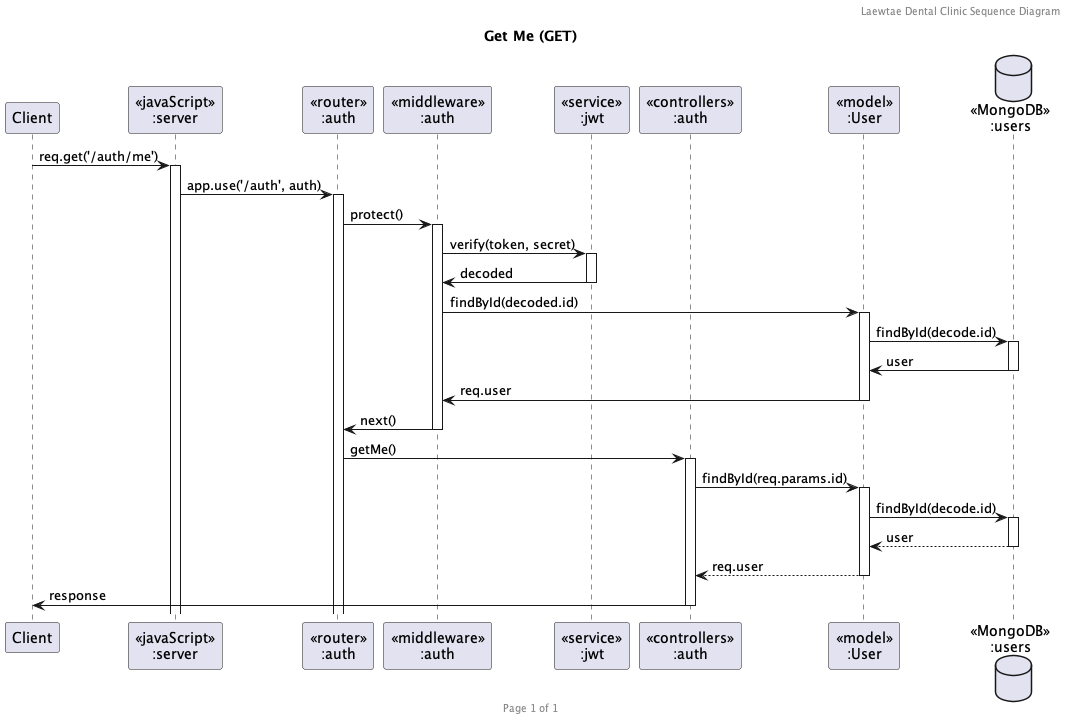 Laewtae Dental Clinic Sequence Diagram
Get Me (GET)
Client
«javaScript»
:server
«router»
:auth
«middleware»
:auth
«service»
:jwt
«controllers»
:auth
«model»
:User
«MongoDB»
:users
req.get('/auth/me')
app.use('/auth', auth)
protect()
verify(token, secret)
decoded
findById(decoded.id)
findById(decode.id)
user
req.user
next()
getMe()
findById(req.params.id)
findById(decode.id)
user
req.user
response
Client
«javaScript»
:server
«router»
:auth
«middleware»
:auth
«service»
:jwt
«controllers»
:auth
«model»
:User
«MongoDB»
:users
Page 1 of 1